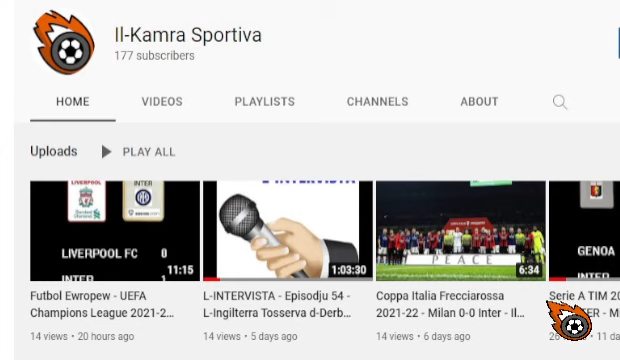 Il-Kamra Sportiva
177 subscribers
HOME VIDEOS PLAYLISTS CHANNELS ABOUT
Uploads PLAY ALL
LIVERPOOL INTER
LIVERPOOL FC 0
INTER 1
11:15
L-INTERVISTA
1:03:30
PEACE
6:34
GENOA
INTER
Futbol Ewropew - UEFA
Champions League 2021-2...
14 views • 20 hours ago
L-INTERVISTA - Episodju 54 -
L-Ingilterra Tosserva d-Derb...
14 views • 5 days ago
Coppa Italia Frecciarossa
2021-22 - Milan 0-0 Inter - Il...
14 views • 6 days ago
Serie A TIM